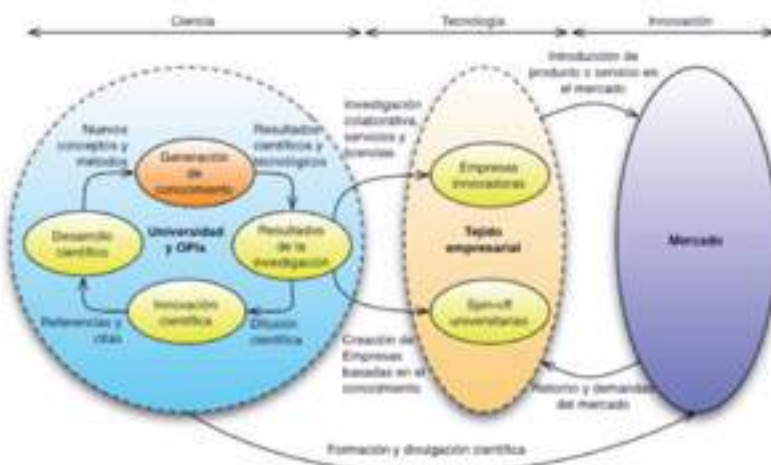 Ciencia
Tecnología
Innovación
Introducción de
producto o servicio en
el mercado
Nuevos
conceptos y
métodos
Resultados
científicos y
tecnológicos
Investigación
colaborativa,
servicios y
licencias
Generación
de
conocimiento
Empresas
innovadoras
Desarrollo
científico
Universidad
y OPIs
Resultados
de la
investigación
Tejido
empresarial
Mercado
Innovación
científica
Spin-off
universitarias
Referencias y
citas
Difusión
científica
Creación de
Empresas
basadas en el
conocimiento
Retorno y demandas
del mercado
Formación y divulgación científica